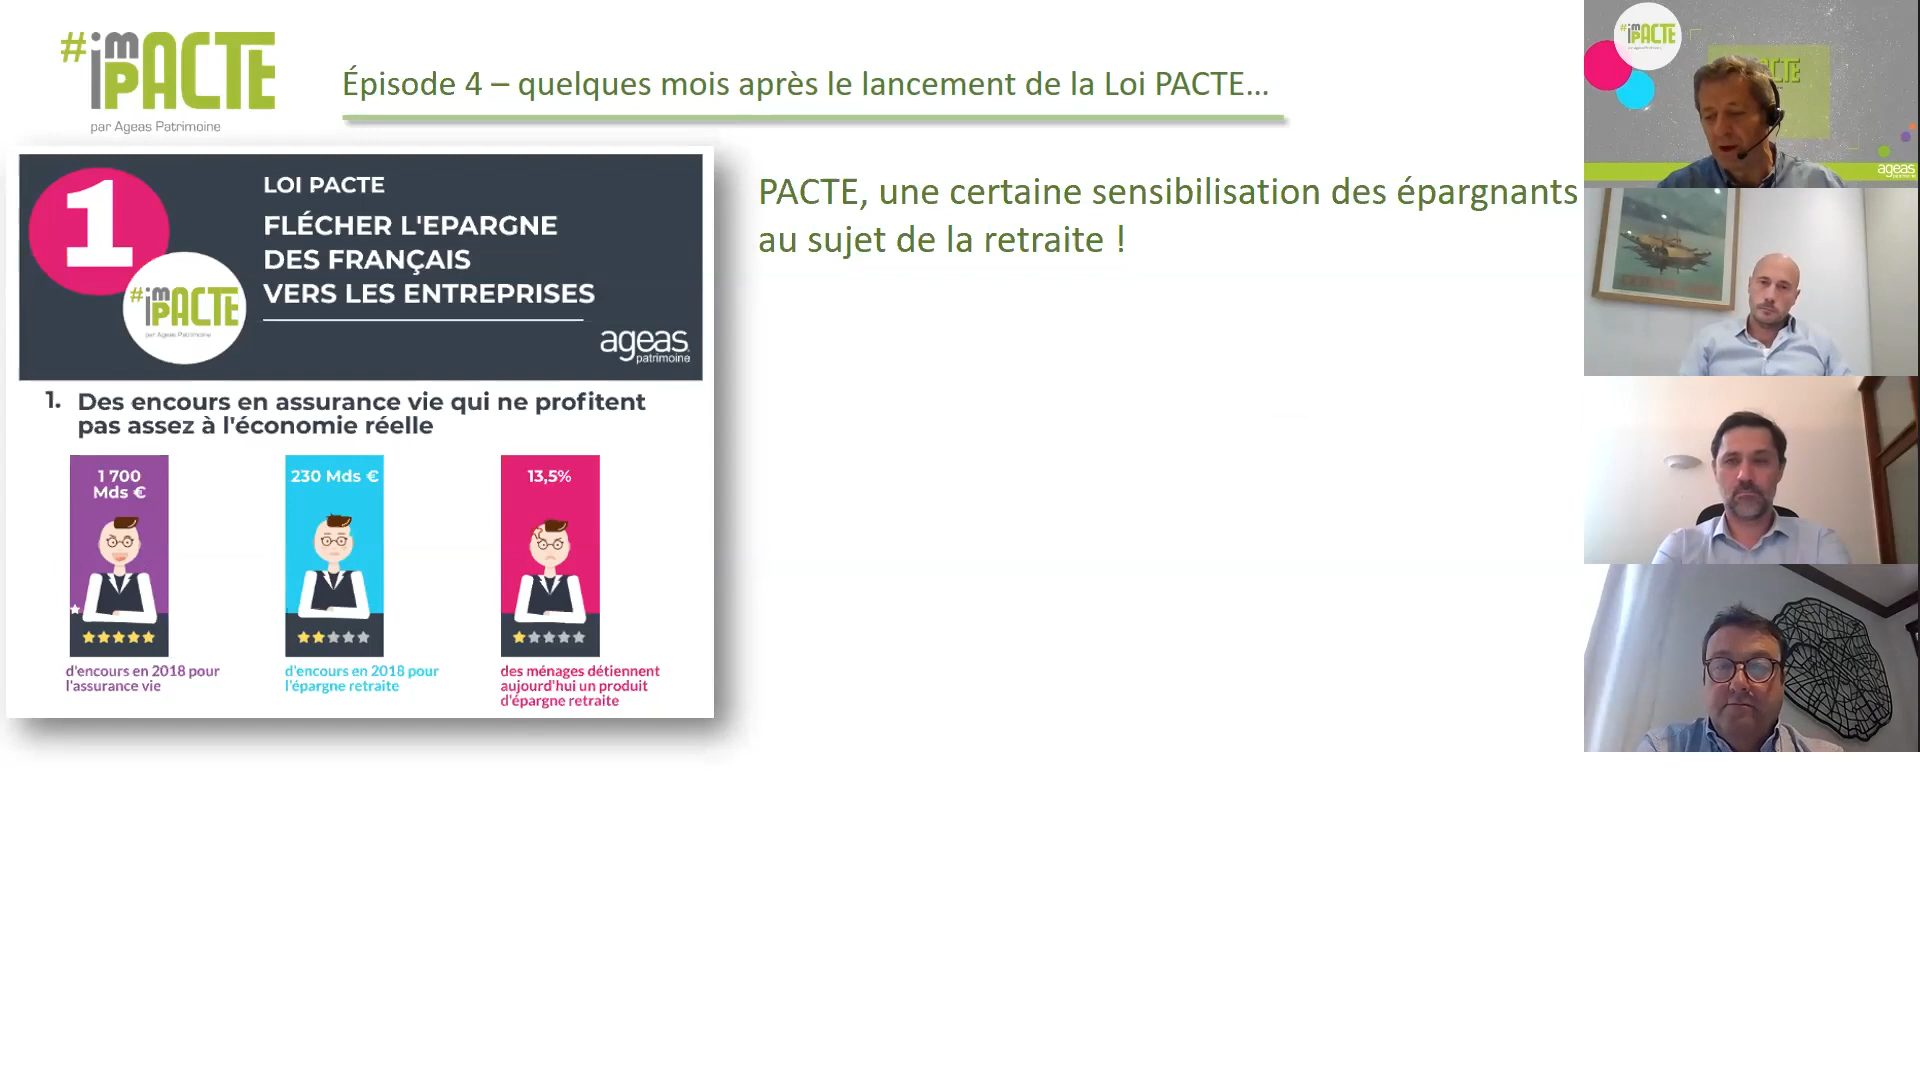 #imPACTE
par Ageas Patrimoine
Épisode 4 – quelques mois après le lancement de la Loi PACTE...
1
#imPACTE
par Ageas Patrimoine
LOI PACTE
FLÉCHER L'EPARGNE
DES FRANÇAIS
VERS LES ENTREPRISES
ageas
patrimoine
1. Des encours en assurance vie qui ne profitent
pas assez à l'économie réelle
1 700
Mds €
d'encours en 2018 pour
l'assurance vie
230 Mds €
d'encours en 2018 pour
l'épargne retraite
13,5%
des ménages détiennent
aujourd'hui un produit
d'épargne retraite
PACTE, une certaine sensibilisation des épargnants
au sujet de la retraite !
#imPACTE
ageas